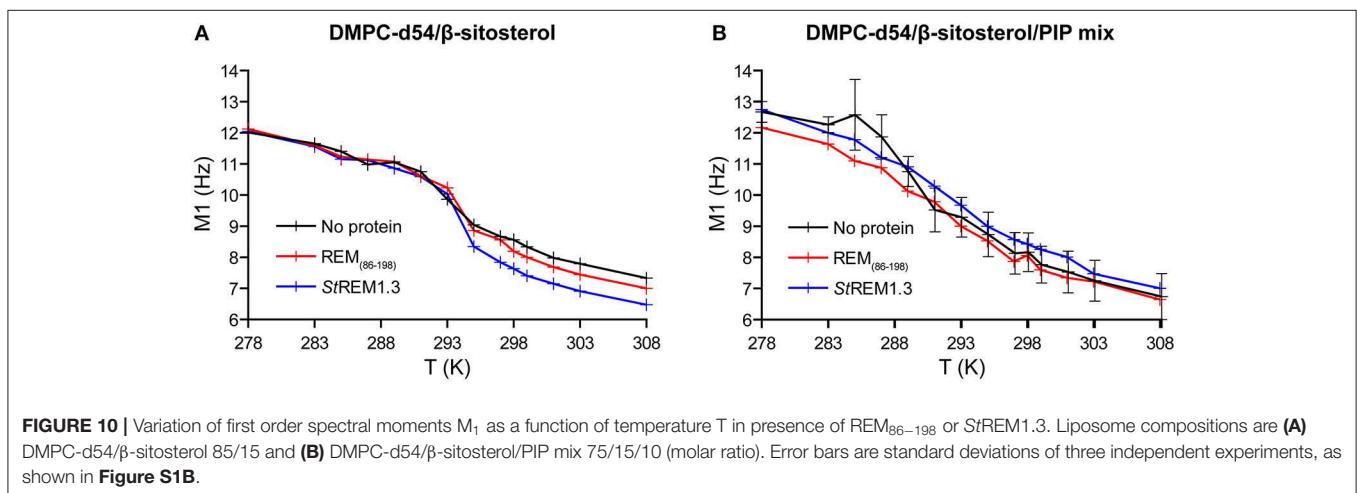 A DMPC-d54/β-sitosterol
14
13
12
11
10
9
8
7
6
M1 (Hz)
No protein
REM(86-198)
StREM1.3
278 283 288 293 298 303 308
T (K)
B DMPC-d54/β-sitosterol/PIP mix
14
13
12
11
10
9
8
7
6
M1 (Hz)
No protein
REM(86-198)
StREM1.3
278 283 288 293 298 303 308
T (K)
FIGURE 10 | Variation of first order spectral moments M1 as a function of temperature T in presence of REM86−198 or StREM1.3. Liposome compositions are (A)
DMPC-d54/β-sitosterol 85/15 and (B) DMPC-d54/β-sitosterol/PIP mix 75/15/10 (molar ratio). Error bars are standard deviations of three independent experiments, as
shown in Figure S1B.